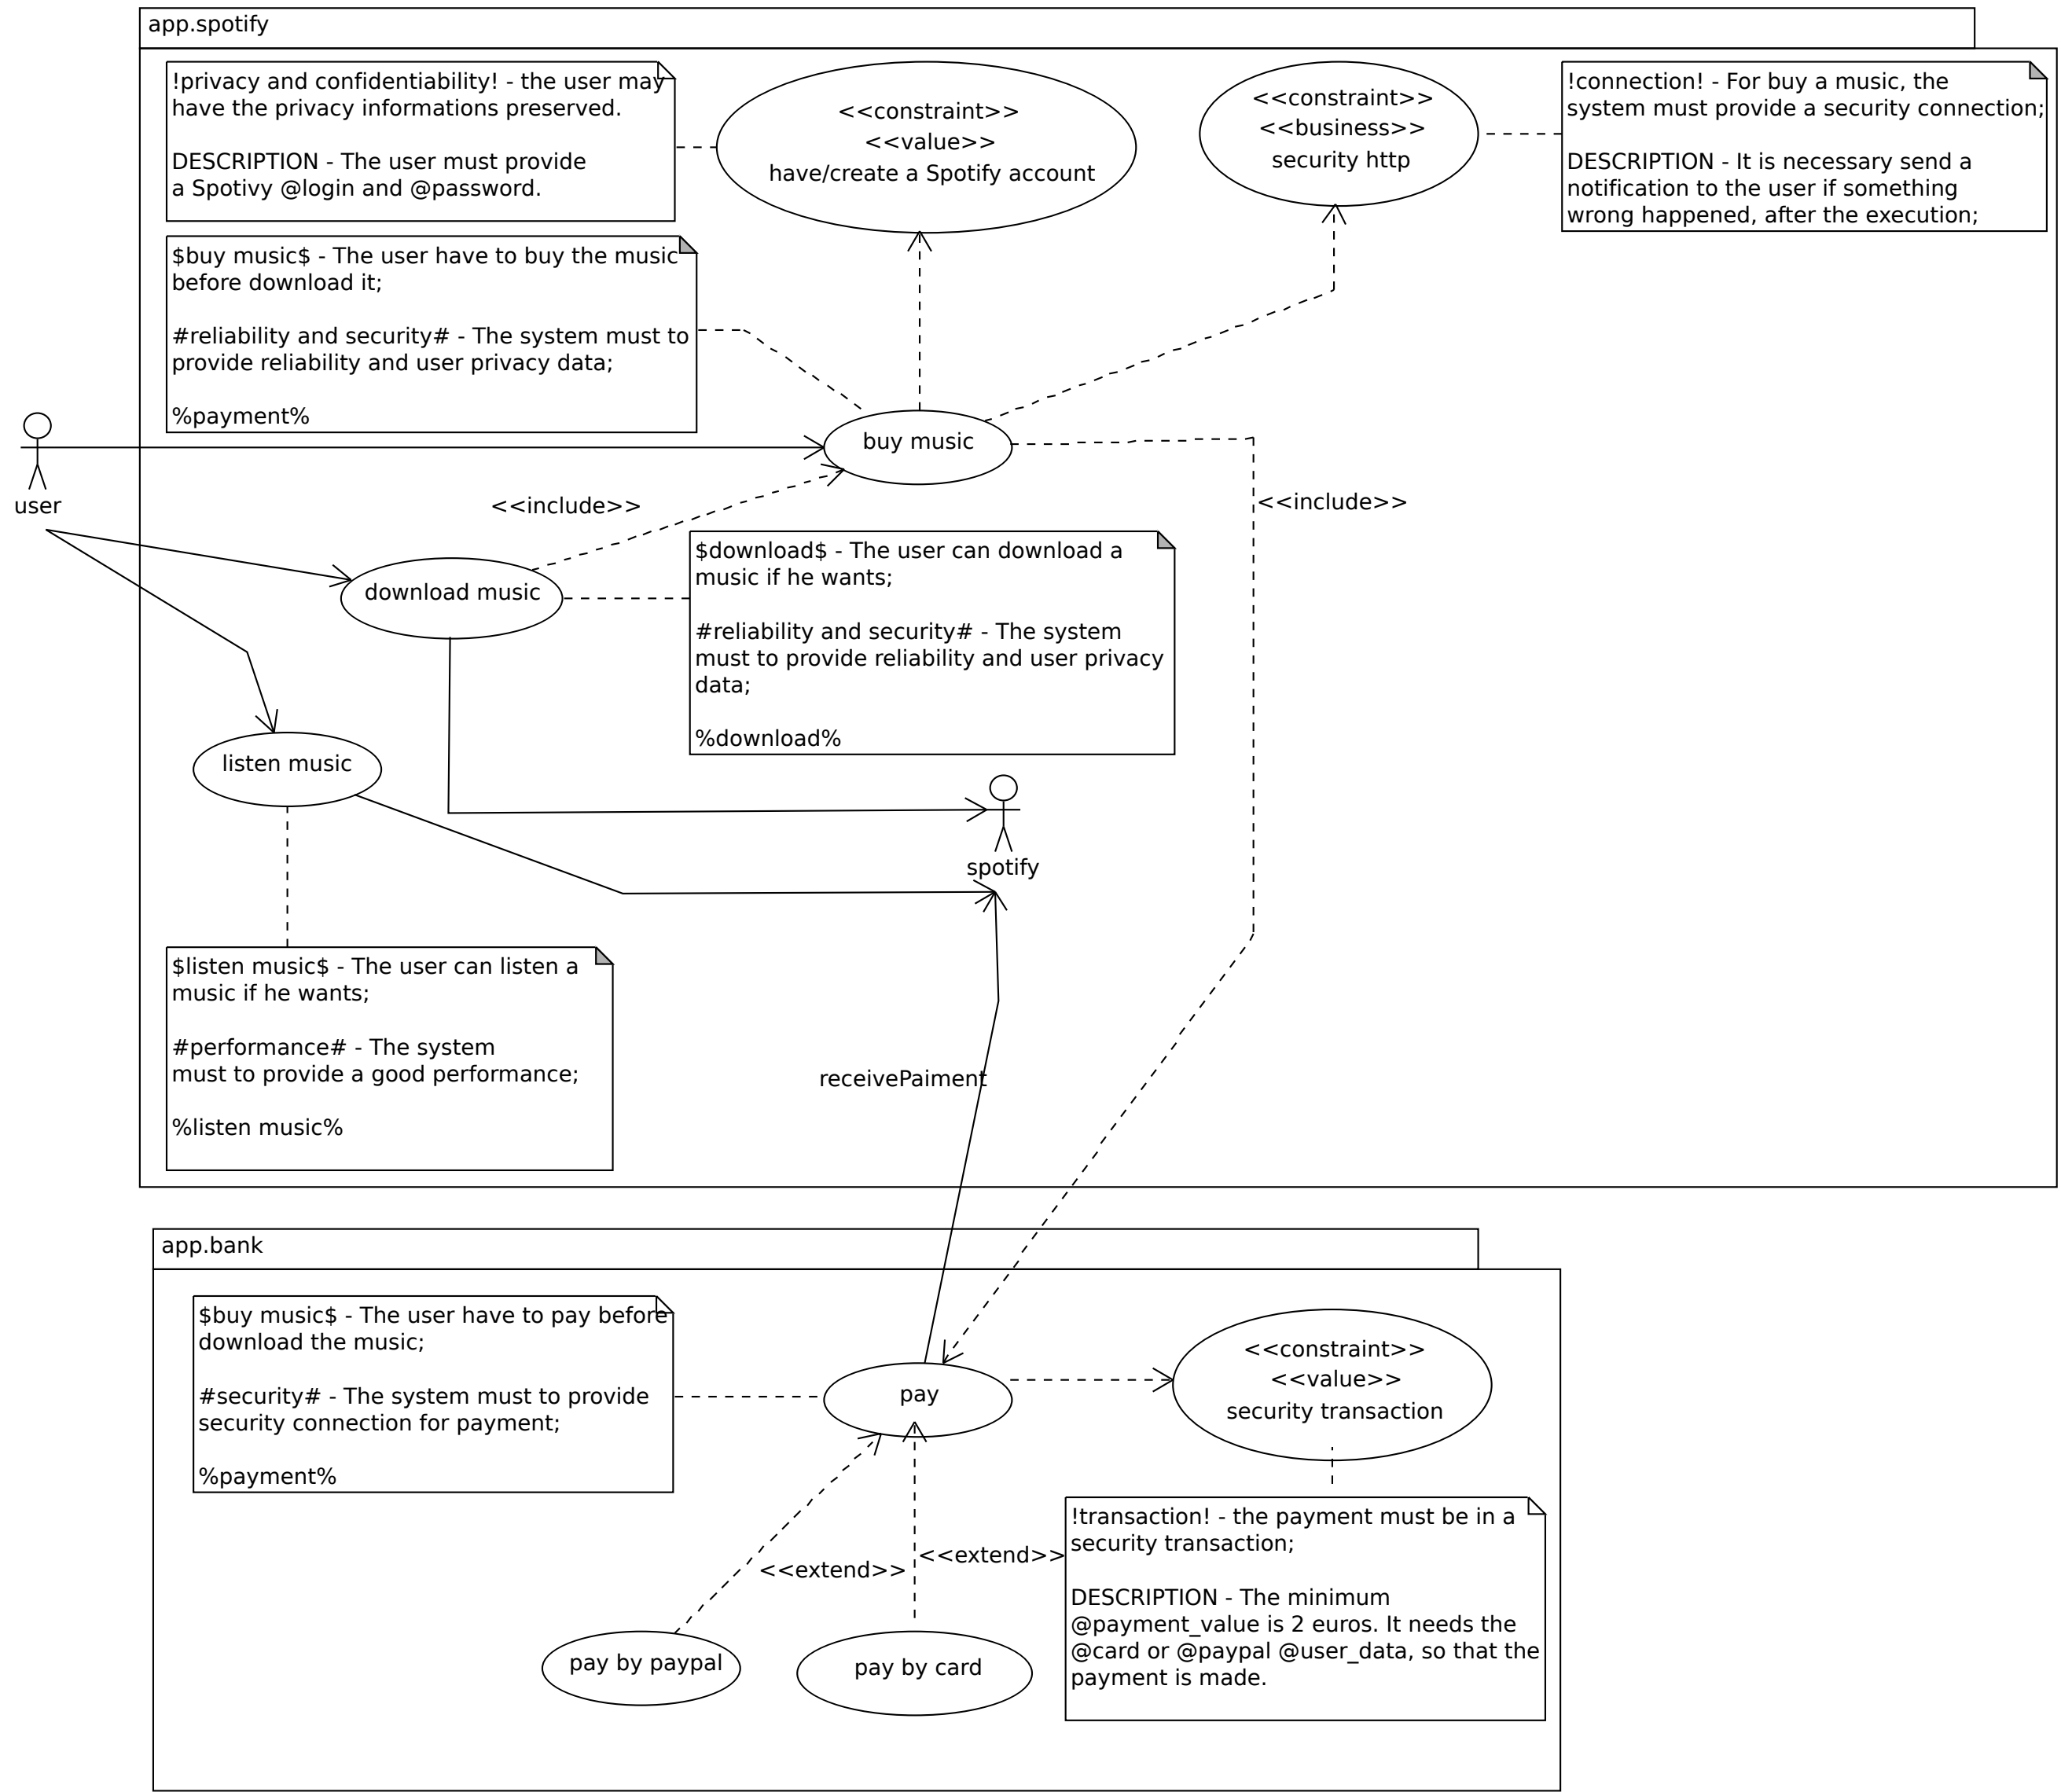 app.spotify
!privacy and confidentiability! - the user may
have the privacy informations preserved.
DESCRIPTION - The user must provide
a Spotivy @login and @password.
<<constraint>>
<<value>>
have/create a Spotify account
<<constraint>>
<<business>>
security http
!connection! - For buy a music, the
system must provide a security connection;
DESCRIPTION - It is necessary send a
notification to the user if something
wrong happened, after the execution;
$buy music$ - The user have to buy the music
before download it;
#reliability and security# - The system must to
provide reliability and user privacy data;
%payment%
user
buy music
<<include>>
<<include>>
download music
$download$ - The user can download a
music if he wants;
#reliability and security# - The system
must to provide reliability and user privacy
data;
%download%
listen music
spotify
$listen music$ - The user can listen a
music if he wants;
#performance# - The system
must to provide a good performance;
%listen music%
receivePaiment
app.bank
$buy music$ - The user have to pay before
download the music;
#security# - The system must to provide
security connection for payment;
%payment%
pay
<<constraint>>
<<value>>
security transaction
<<extend>>
<<extend>>
!transaction! - the payment must be in a
security transaction;
DESCRIPTION - The minimum
@payment_value is 2 euros. It needs the
@card or @paypal @user_data, so that the
payment is made.
pay by paypal
pay by card